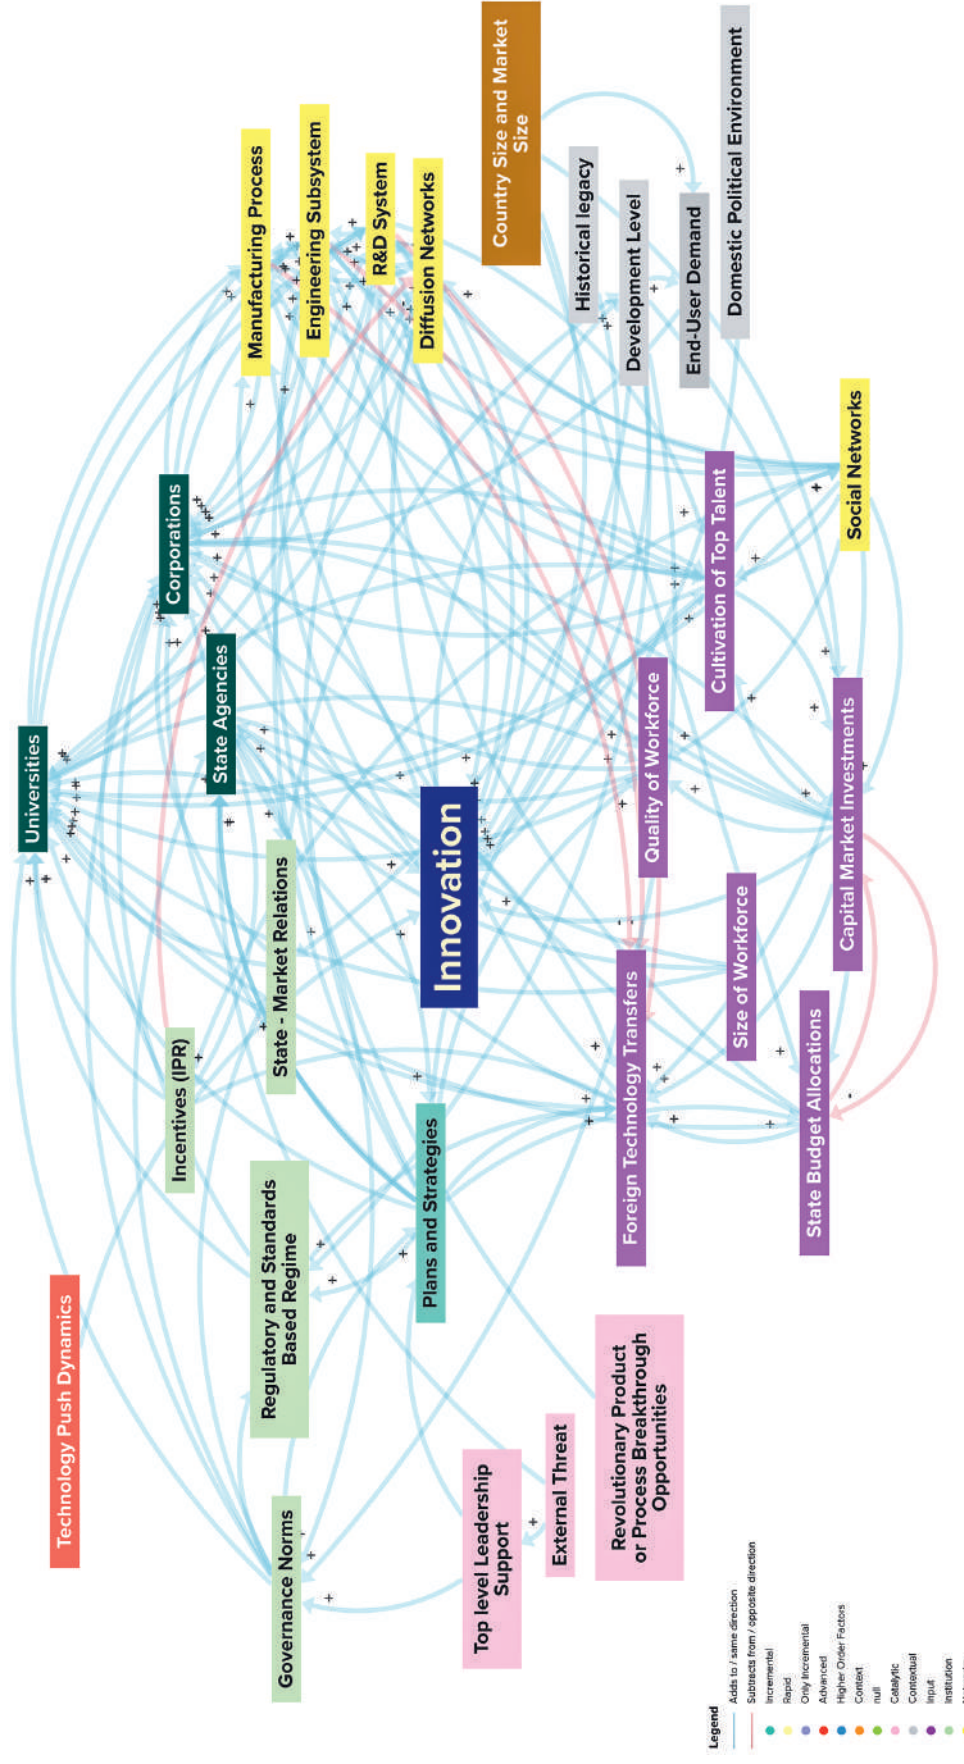 Technology Push Dynamics
Universities
Governance Norms
Regulatory and Standards
Based Regime
Incentives (IPR)
State - Market Relations
State Agencies
Corporations
Manufacturing Process
Engineering Subsystem
R&D System
Diffusion Networks
Top level Leadership
Support
External Threat
Revolutionary Product
or Process Breakthrough
Opportunities
Plans and Strategies
Innovation
Country Size and Market
Size
Historical legacy
Development Level
End-User Demand
Domestic Political Environment
Foreign Technology Transfers
Quality of Workforce
Cultivation of Top Talent
Size of Workforce
State Budget Allocations
Capital Market Investments
Social Networks
Legend
Adds to / same direction
Subtracts from / opposite direction
Incremental
Rapid
Only Incremental
Advanced
Higher Order Factors
Context
null
Catalytic
Contextual
Input
Institution